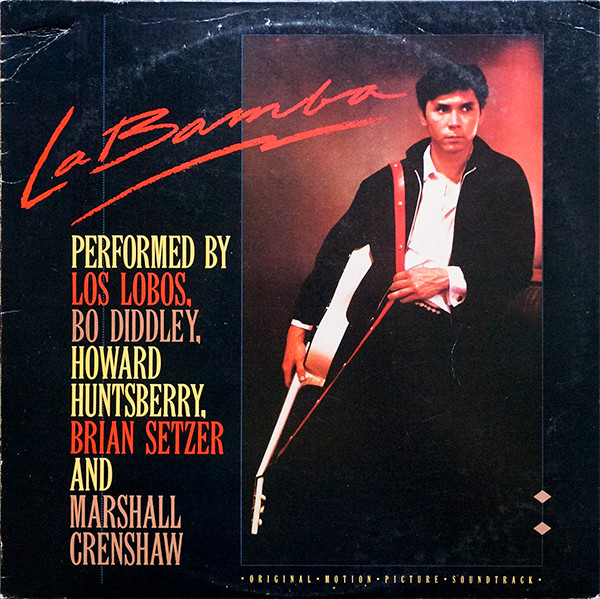 La Bamba
PERFORMED BY
LOS LOBOS,
BO DIDDLEY,
HOWARD
HUNTSBERRY,
BRIAN SETZER
AND
MARSHALL
CRENSHAW
• ORIGINAL • MOTION • PICTURE • SOUNDTRACK •